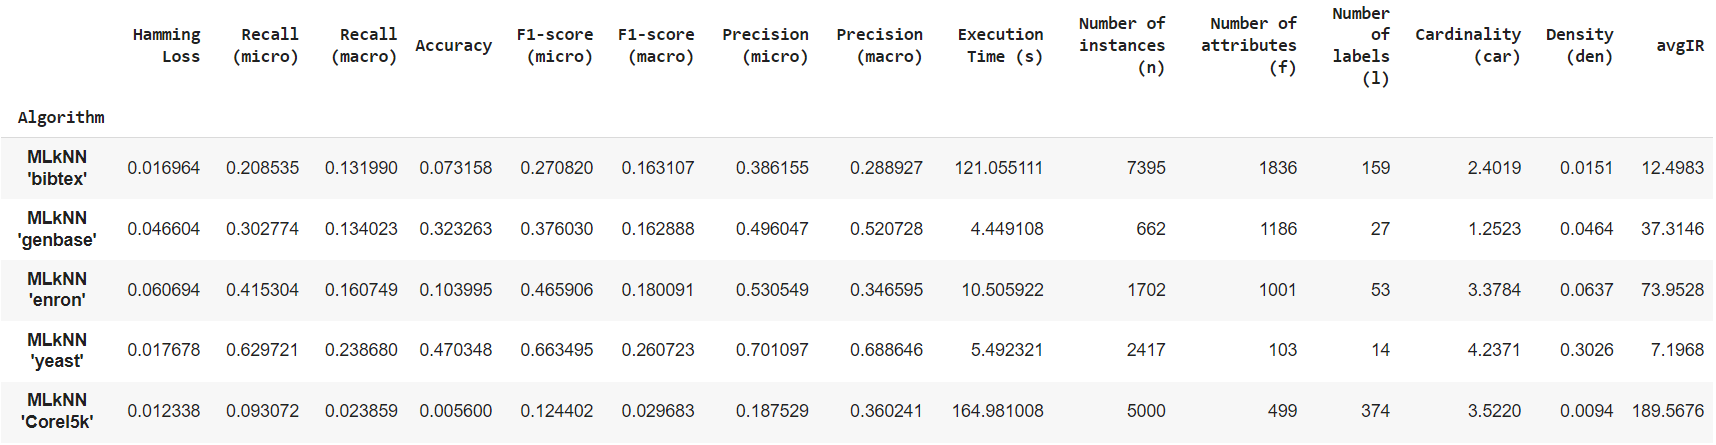 Hamming Loss Recall (micro) Recall (macro) Accuracy F1-score (micro) F1-score (macro) Precision (micro) Precision (macro) Execution Time (s) Number of instances (n) Number of attributes (f) Number of labels (l) Cardinality (car) Density (den) avgIR
Algorithm
MLkNN 'bibtex' 0.016964 0.208535 0.131990 0.073158 0.270820 0.163107 0.386155 0.288927 121.055111 7395 1836 159 2.4019 0.0151 12.4983
MLkNN 'genbase' 0.046604 0.302774 0.134023 0.323263 0.376030 0.162888 0.496047 0.520728 4.449108 662 1186 27 1.2523 0.0464 37.3146
MLkNN 'enron' 0.060694 0.415304 0.160749 0.103995 0.465906 0.180091 0.530549 0.346595 10.505922 1702 1001 53 3.3784 0.0637 73.9528
MLkNN 'yeast' 0.017678 0.629721 0.238680 0.470348 0.663495 0.260723 0.701097 0.688646 5.492321 2417 103 14 4.2371 0.3026 7.1968
MLkNN 'Corel5k' 0.012338 0.093072 0.023859 0.005600 0.124402 0.029683 0.187529 0.360241 164.981008 5000 499 374 3.5220 0.0094 189.5676